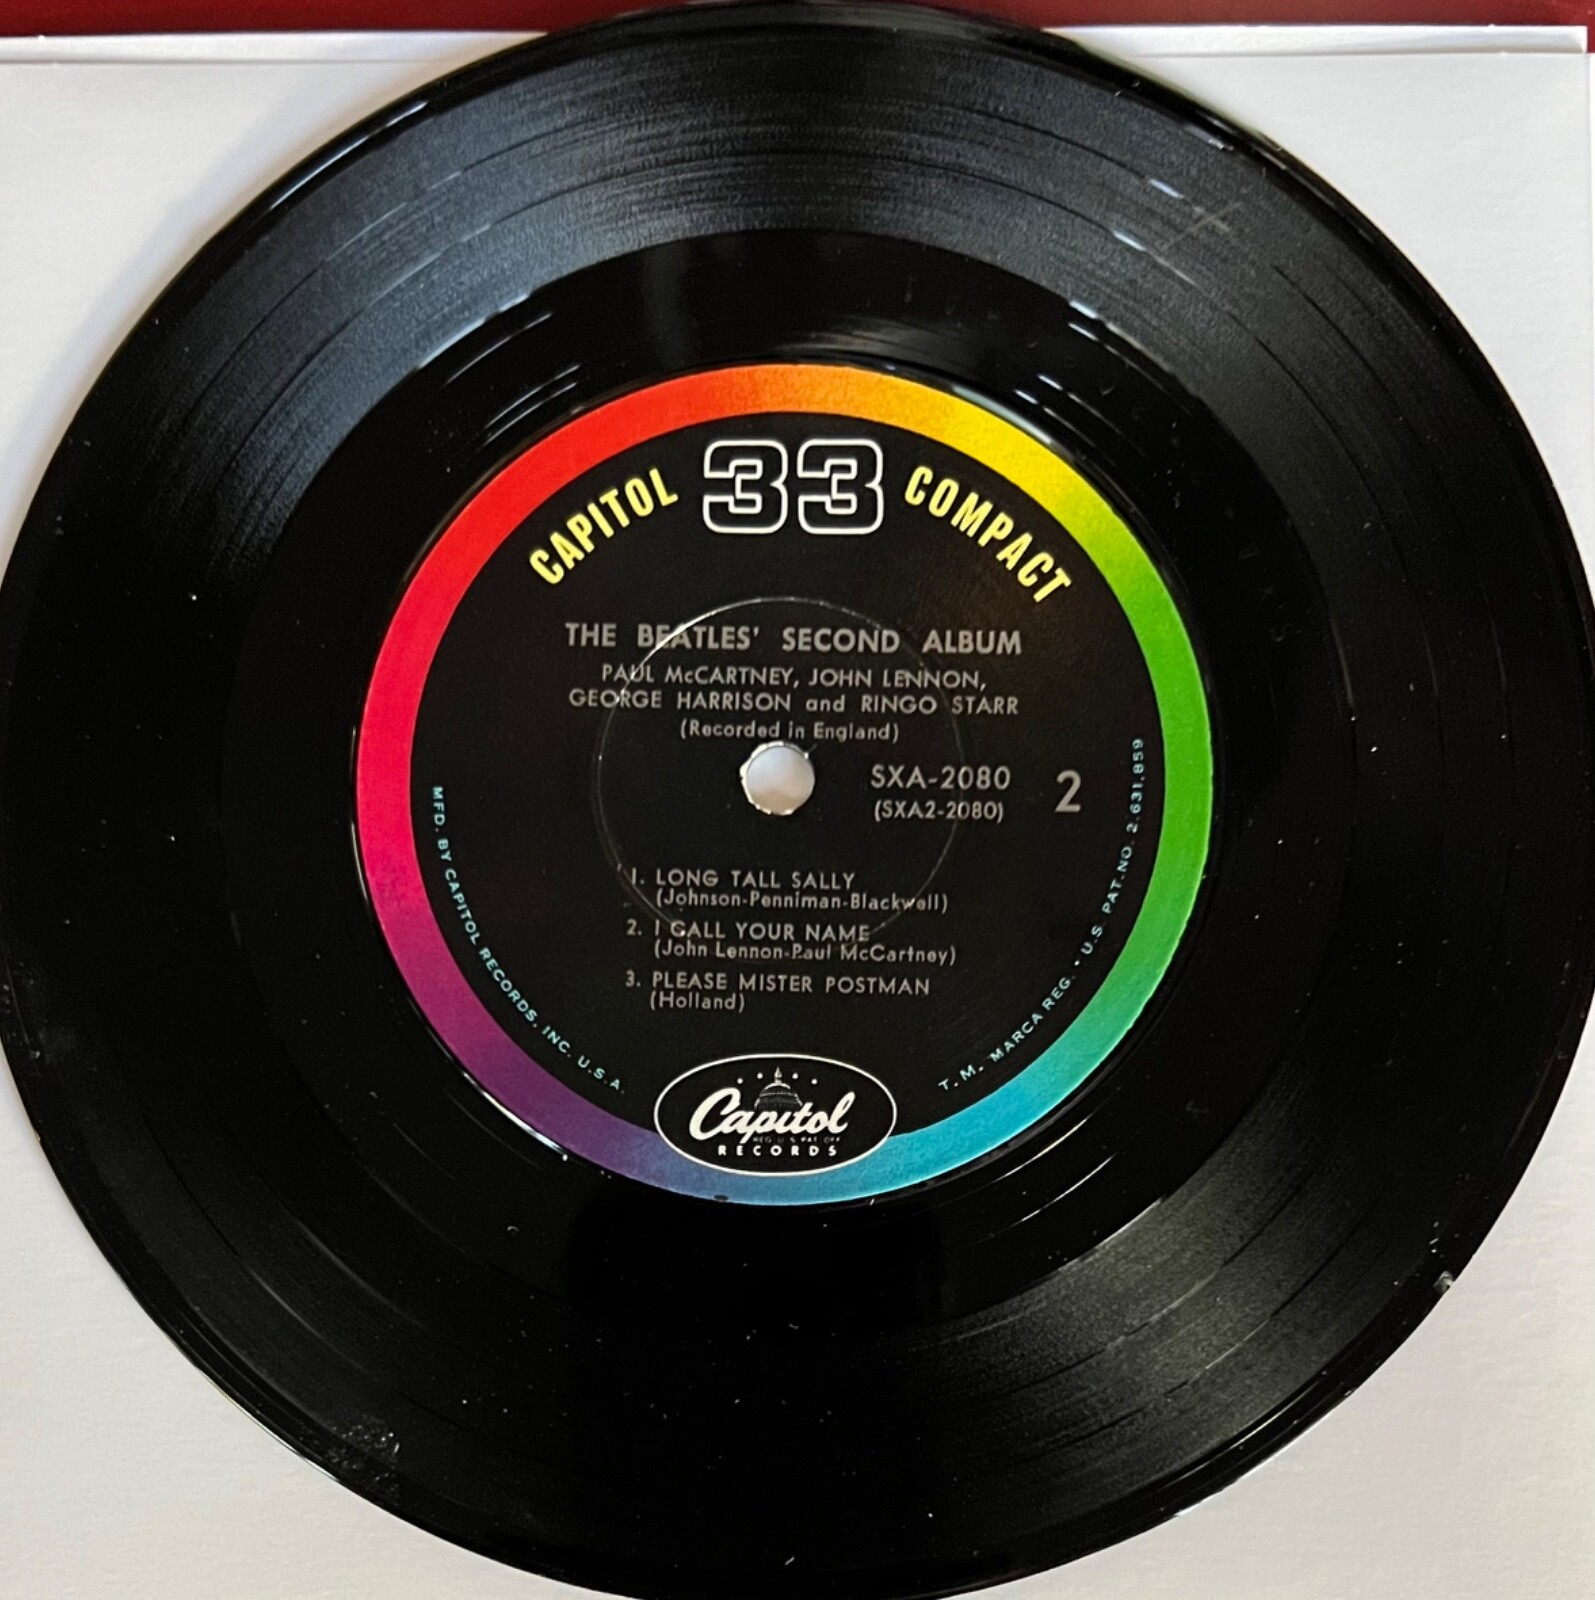 CAPITOL 33 COMPACT
THE BEATLES' SECOND ALBUM
PAUL McCARTNEY, JOHN LENNON,
GEORGE HARRISON and RINGO STARR
(Recorded in England)
SXA-2080 2
(SXA2-2080)
1. LONG TALL SALLY
(Johnson-Penniman-Blackwell)
2. I CALL YOUR NAME
(John Lennon-Paul McCartney)
3. PLEASE MISTER POSTMAN
(Holland)
MFD. BY CAPITOL RECORDS, INC. U.S.A.
T.M. MARCA REG. • U.S. PAT. NO. 2,631,859
Capitol
REG. U.S. PAT. OFF.
RECORDS